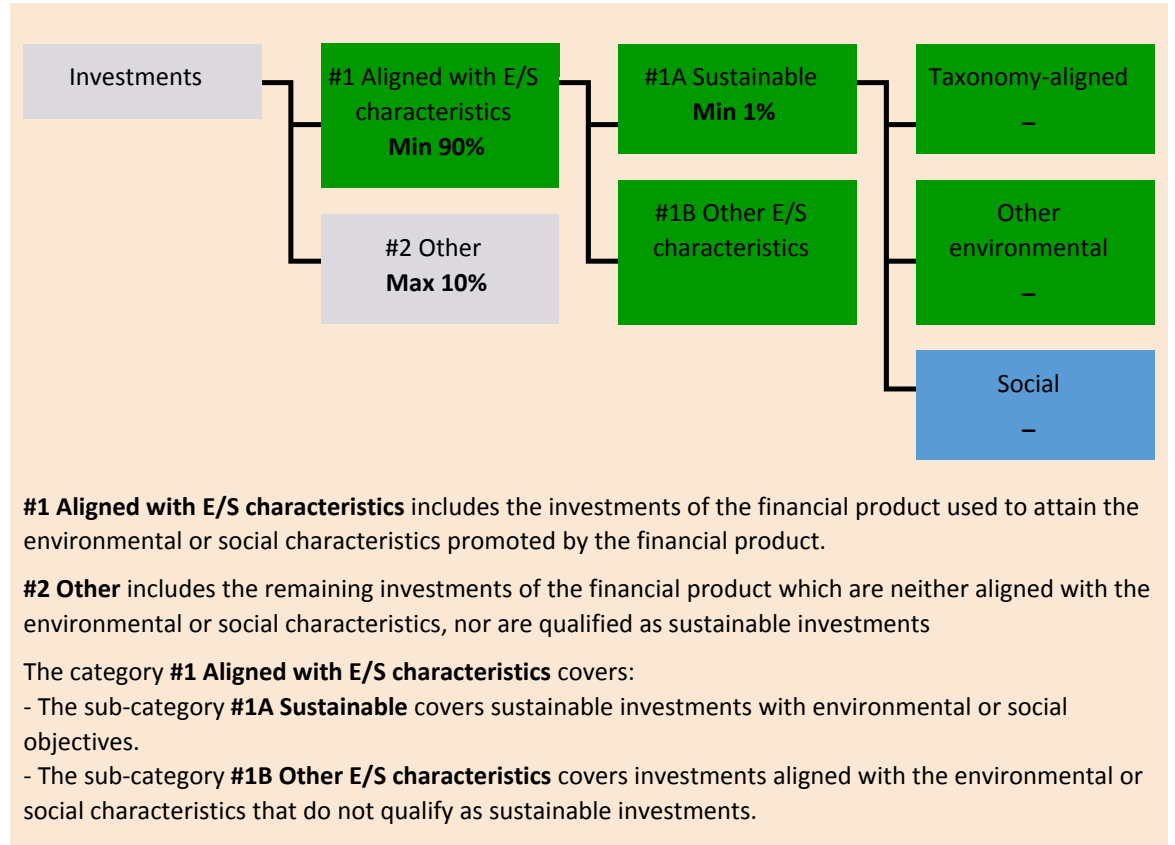 Investments
#1 Aligned with E/S
characteristics
Min 90%
#2 Other
Max 10%
#1A Sustainable
Min 1%
#1B Other E/S
characteristics
Taxonomy-aligned
–
Other
environmental
–
Social
–
#1 Aligned with E/S characteristics includes the investments of the financial product used to attain the
environmental or social characteristics promoted by the financial product.
#2 Other includes the remaining investments of the financial product which are neither aligned with the
environmental or social characteristics, nor are qualified as sustainable investments
The category #1 Aligned with E/S characteristics covers:
- The sub-category #1A Sustainable covers sustainable investments with environmental or social
objectives.
- The sub-category #1B Other E/S characteristics covers investments aligned with the environmental or
social characteristics that do not qualify as sustainable investments.